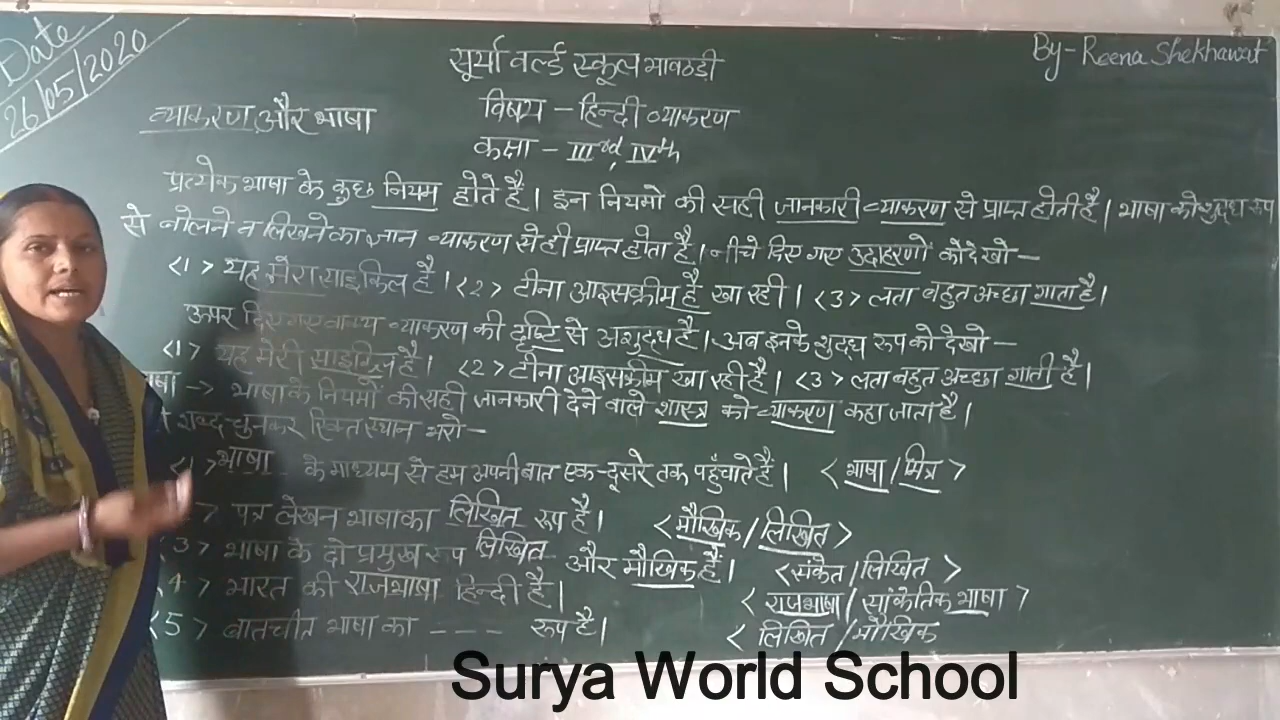 Date
26/05/2020
By- Reena Shekhawat
सूर्या वर्ल्ड स्कूल भावठडी
विषय - हिन्दी व्याकरण
व्याकरण और भाषा
कक्षा - IIIrd, IVth
प्रत्येक भाषा के कुछ नियम होते है। इन नियमो की सही जानकारी व्याकरण से प्राप्त होती है। भाषा को शुद्ध रूप
से बोलने व लिखने का ज्ञान व्याकरण से ही प्राप्त होता है। नीचे दिए गए उदाहरणो को देखो —
<1> यह मेरा साइकिल है। <2> टीना आइसक्रीम है खा रही। <3> लता बहुत अच्छा गाता है।
ऊपर दिए गए वाक्य व्याकरण की दृष्टि से अशुद्ध है। अब इनके शुद्ध रूप को देखो —
<1> यह मेरी साइकिल है। <2> टीना आइसक्रीम खा रही है। <3> लता बहुत अच्छा गाती है।
भाषा → भाषा के नियमों की सही जानकारी देने वाले शास्त्र को व्याकरण कहा जाता है।
शब्द चुनकर रिक्त स्थान भरो —
<1> भाषा के माध्यम से हम अपनी बात एक-दूसरे तक पहुँचाते हैं। <भाषा / मित्र>
> पत्र लेखन भाषा का लिखित रूप है। <मौखिक / लिखित>
<3> भाषा के दो प्रमुख रूप लिखित और मौखिक है। <संकेत / लिखित>
<4> भारत की राजभाषा हिन्दी है। <राजभाषा / सांकेतिक भाषा>
<5> बातचीत भाषा का ---- रूप है। <लिखित / मौखिक
Surya World School